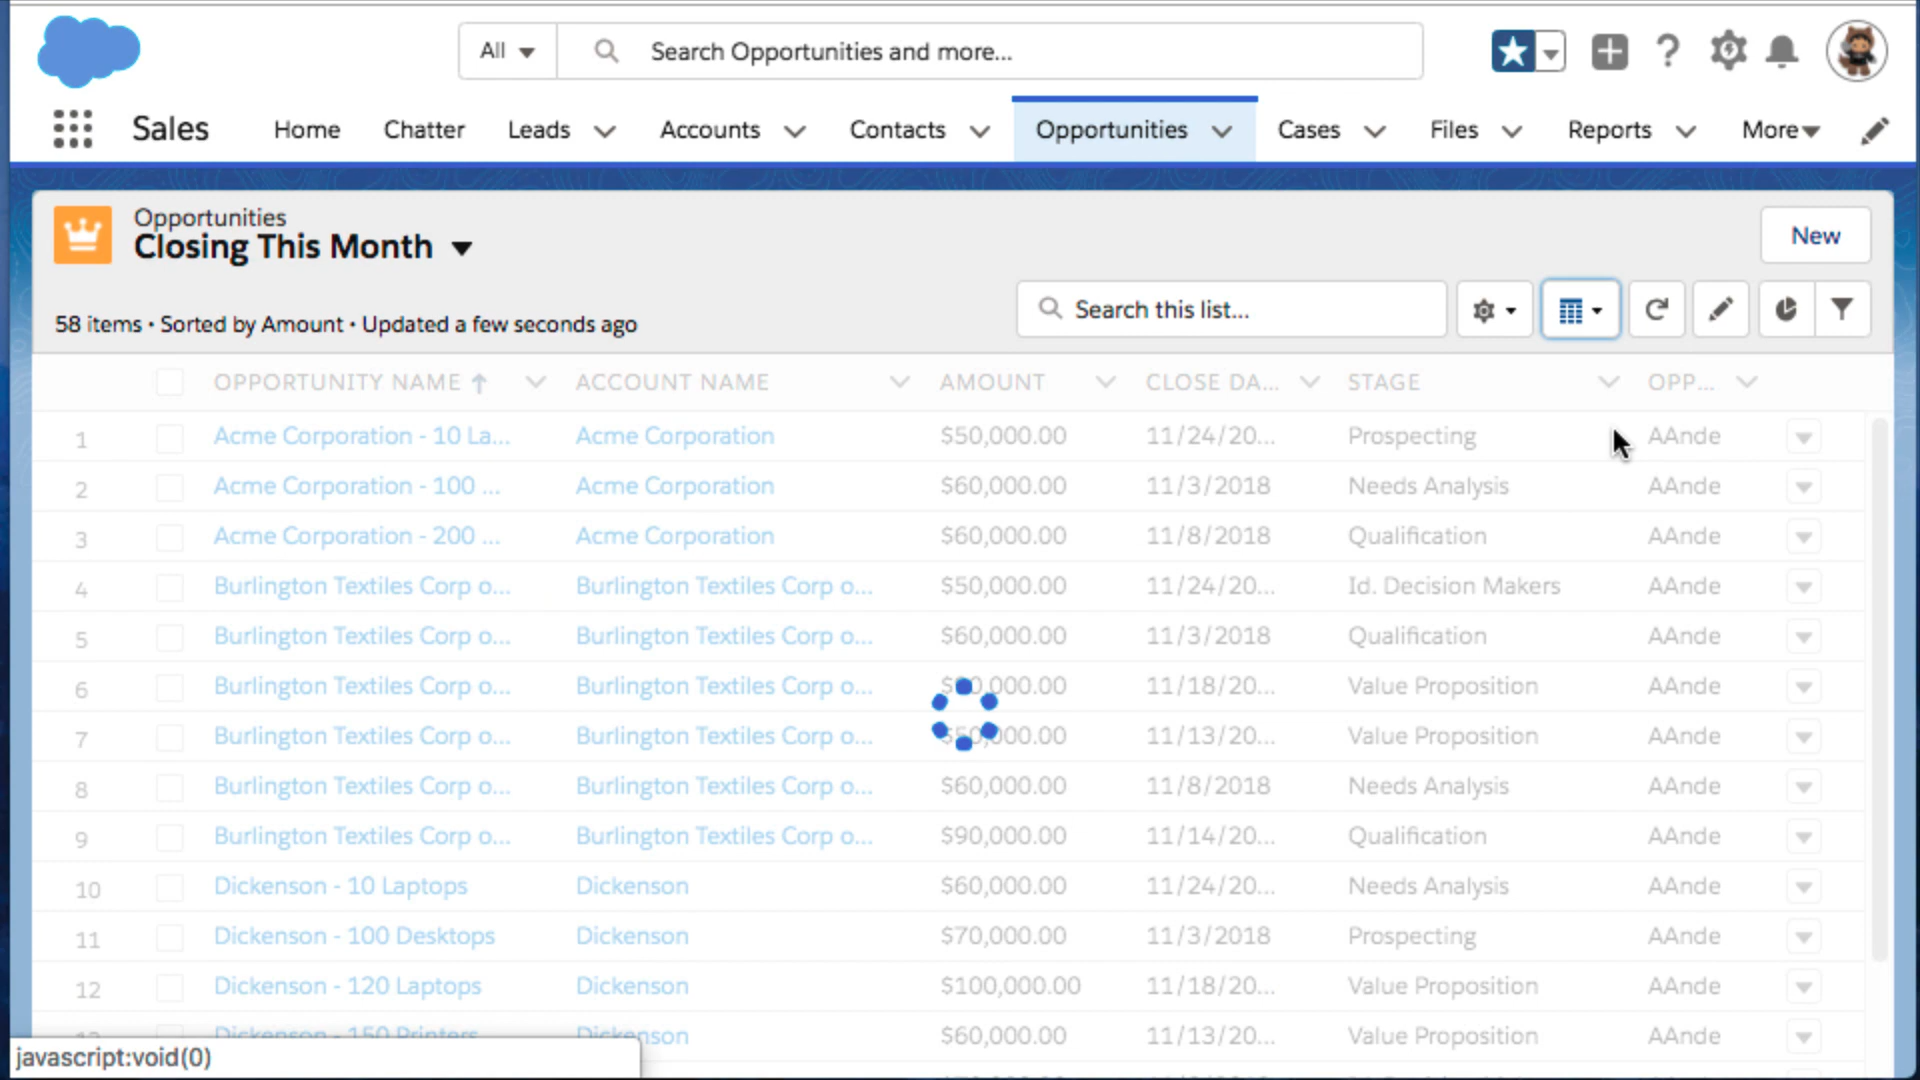 All
Search Opportunities and more...
Sales Home Chatter Leads Accounts Contacts Opportunities Cases Files Reports More
Opportunities
Closing This Month
New
58 items • Sorted by Amount • Updated a few seconds ago
Search this list...
OPPORTUNITY NAME ACCOUNT NAME AMOUNT CLOSE DA... STAGE OPP...
1 Acme Corporation - 10 La... Acme Corporation $50,000.00 11/24/20... Prospecting AAnde
2 Acme Corporation - 100 ... Acme Corporation $60,000.00 11/3/2018 Needs Analysis AAnde
3 Acme Corporation - 200 ... Acme Corporation $60,000.00 11/8/2018 Qualification AAnde
4 Burlington Textiles Corp o... Burlington Textiles Corp o... $50,000.00 11/24/20... Id. Decision Makers AAnde
5 Burlington Textiles Corp o... Burlington Textiles Corp o... $60,000.00 11/3/2018 Qualification AAnde
6 Burlington Textiles Corp o... Burlington Textiles Corp o... 11/18/20... Value Proposition AAnde
7 Burlington Textiles Corp o... Burlington Textiles Corp o... 11/13/20... Value Proposition AAnde
8 Burlington Textiles Corp o... Burlington Textiles Corp o... $60,000.00 11/8/2018 Needs Analysis AAnde
9 Burlington Textiles Corp o... Burlington Textiles Corp o... $90,000.00 11/14/20... Qualification AAnde
10 Dickenson - 10 Laptops Dickenson $60,000.00 11/24/20... Needs Analysis AAnde
11 Dickenson - 100 Desktops Dickenson $70,000.00 11/3/2018 Prospecting AAnde
12 Dickenson - 120 Laptops Dickenson $100,000.00 11/18/20... Value Proposition AAnde
Dickenson - 150 Printers Dickenson $60,000.00 11/13/20... Value Proposition AAnde
javascript:void(0)